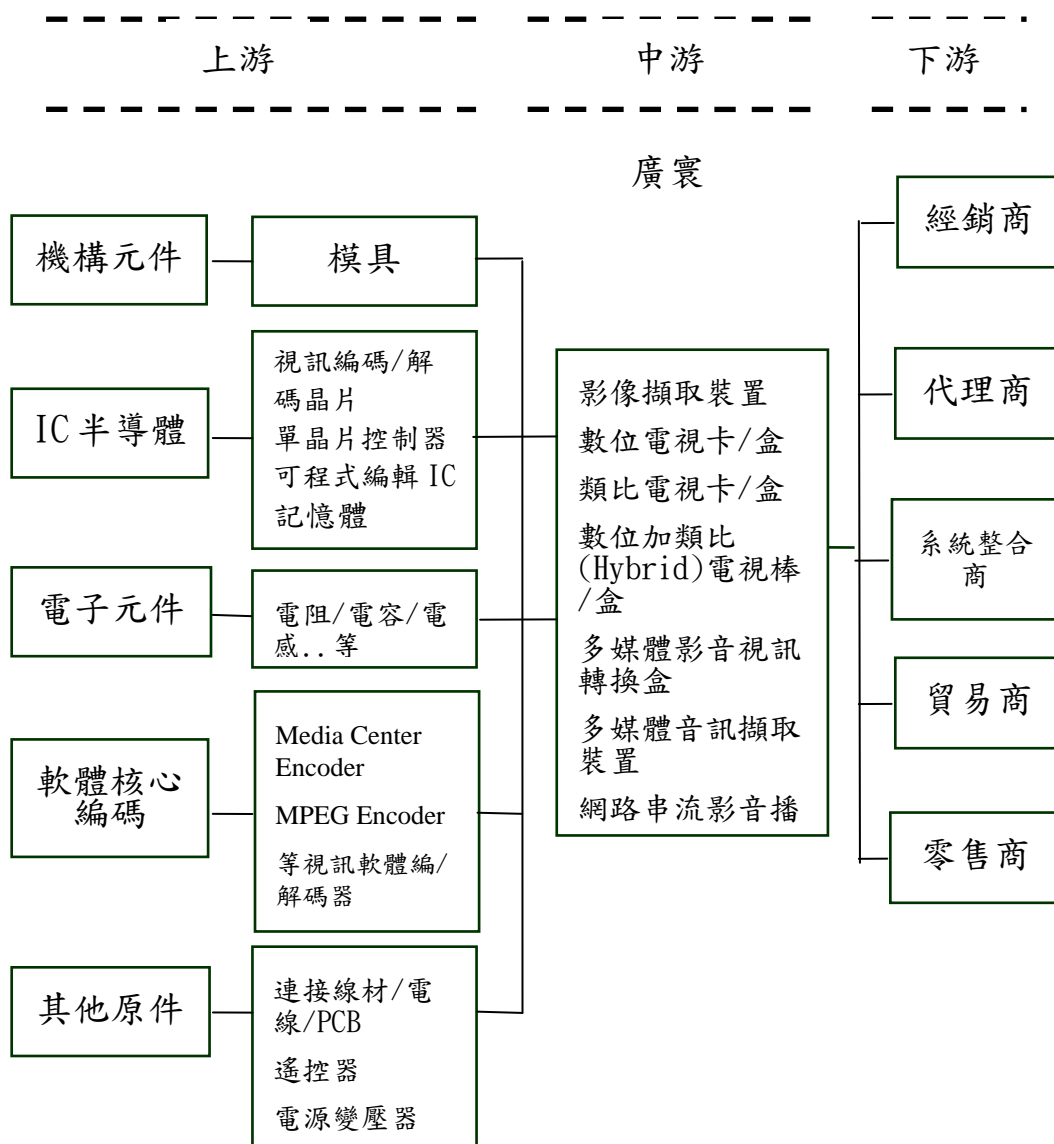 上游
中游
下游
廣寰
機構元件
模具
IC 半導體
視訊編碼/解
碼晶片
單晶片控制器
可程式編輯 IC
記憶體
電子元件
電阻/電容/電
感..等
軟體核心
編碼
Media Center
Encoder
MPEG Encoder
等視訊軟體編/
解碼器
其他原件
連接線材/電
線/PCB
遙控器
電源變壓器
影像擷取裝置
數位電視卡/盒
類比電視卡/盒
數位加類比
(Hybrid)電視棒
/盒
多媒體影音視訊
轉換盒
多媒體音訊擷取
裝置
網路串流影音播
經銷商
代理商
系統整合
商
貿易商
零售商